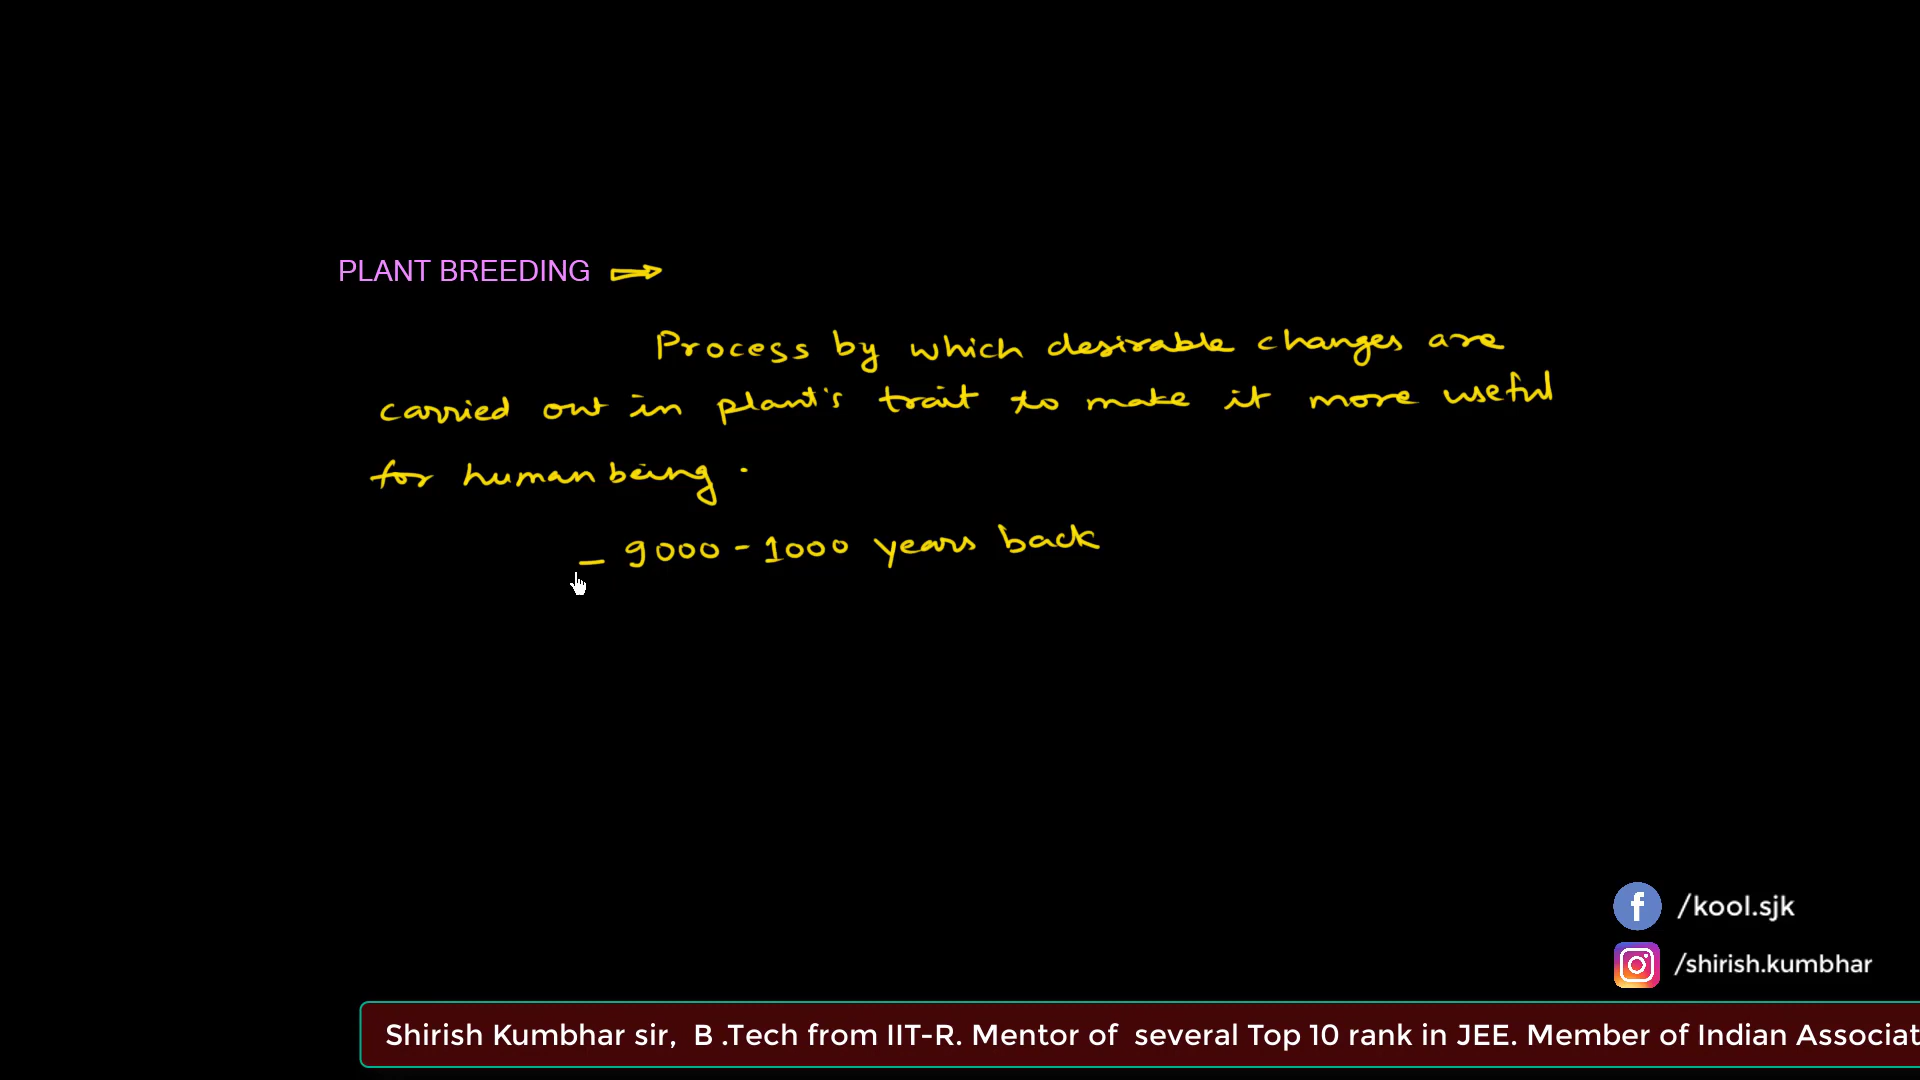 PLANT BREEDING
Process by which desirable changes are
carried out in plant's trait to make it more useful
for human being.
- 9000-1000 years back
/kool.sjk
/shirish.kumbhar
Shirish Kumbhar sir, B .Tech from IIT-R. Mentor of several Top 10 rank in JEE. Member of Indian Associat